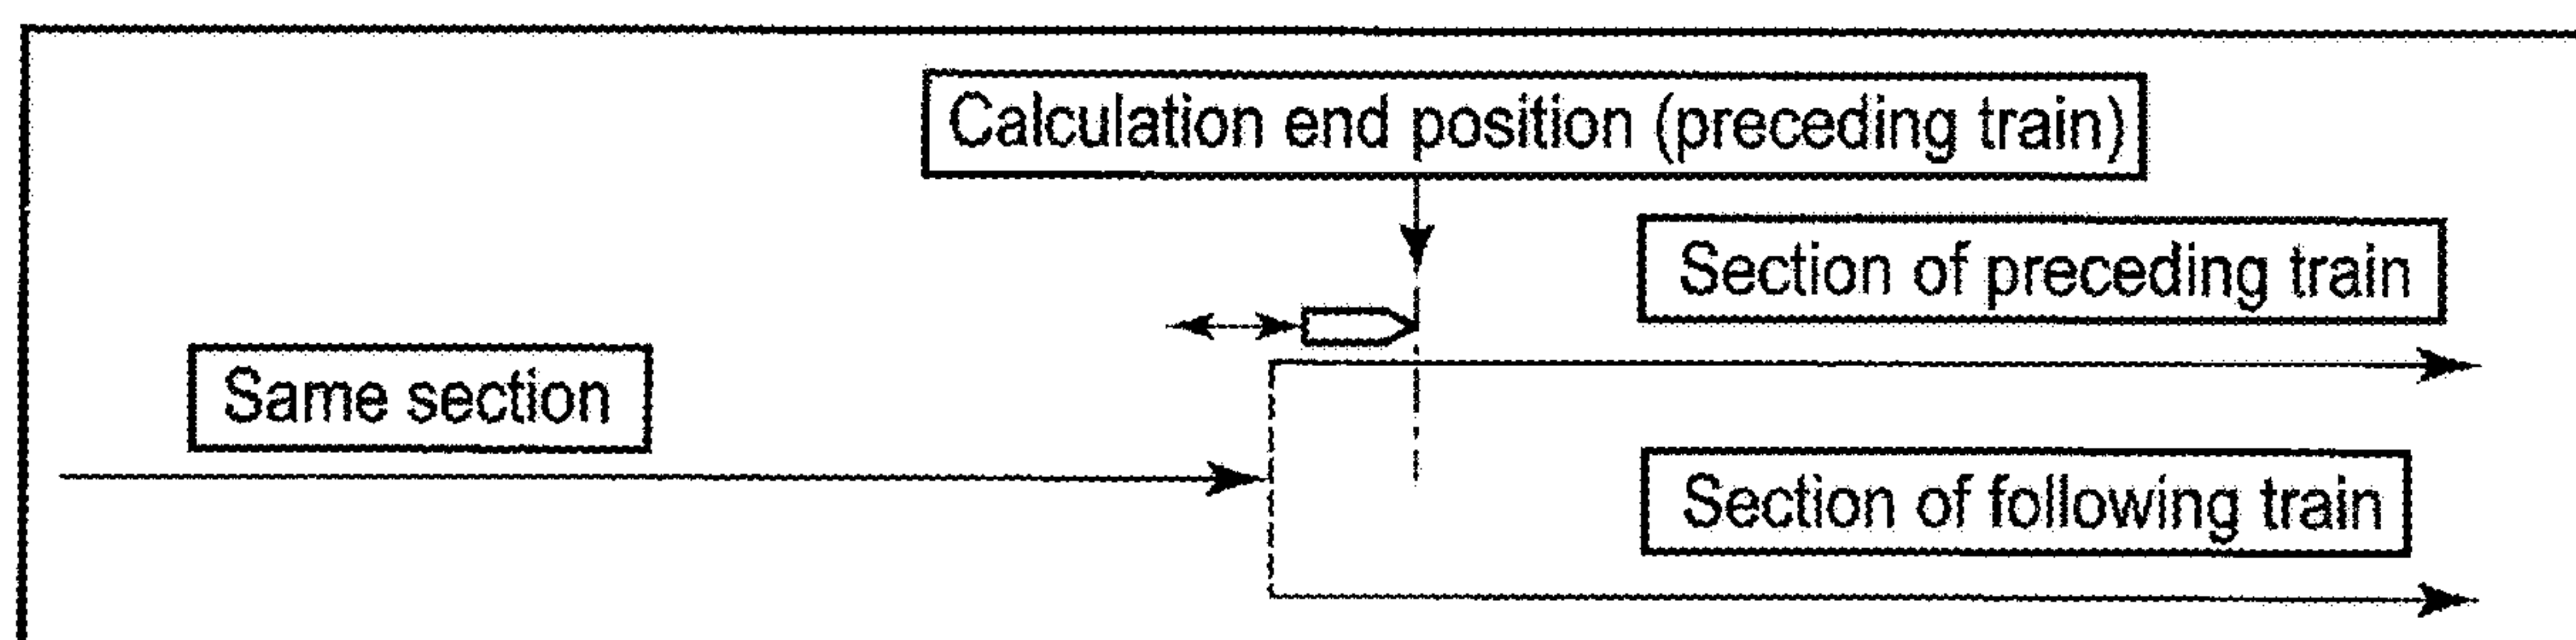 Calculation end position (preceding train)
Section of preceding train
Same section
Section of following train